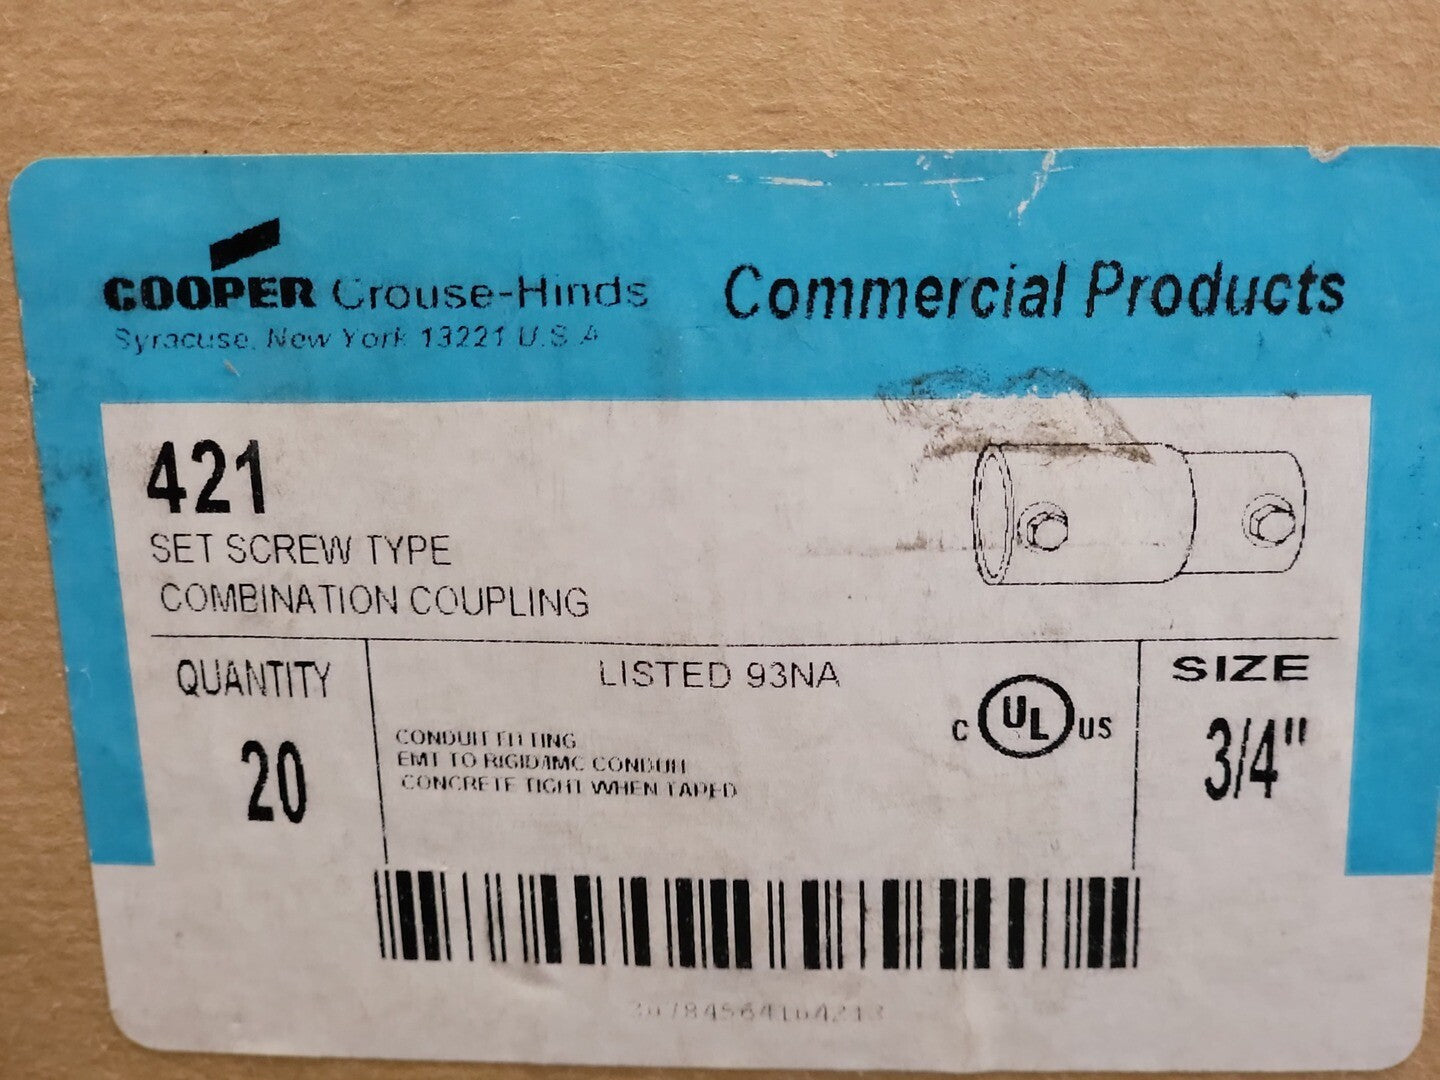 COOPER Crouse-Hinds
Syracuse, New York 13221 U.S.A
Commercial Products
421
SET SCREW TYPE
COMBINATION COUPLING
QUANTITY
20
LISTED 93NA
CONDUIT FITTING
EMT TO RIGID/IMC CONDUIT
CONCRETE TIGHT WHEN TAPED
C UL US
SIZE
3/4"